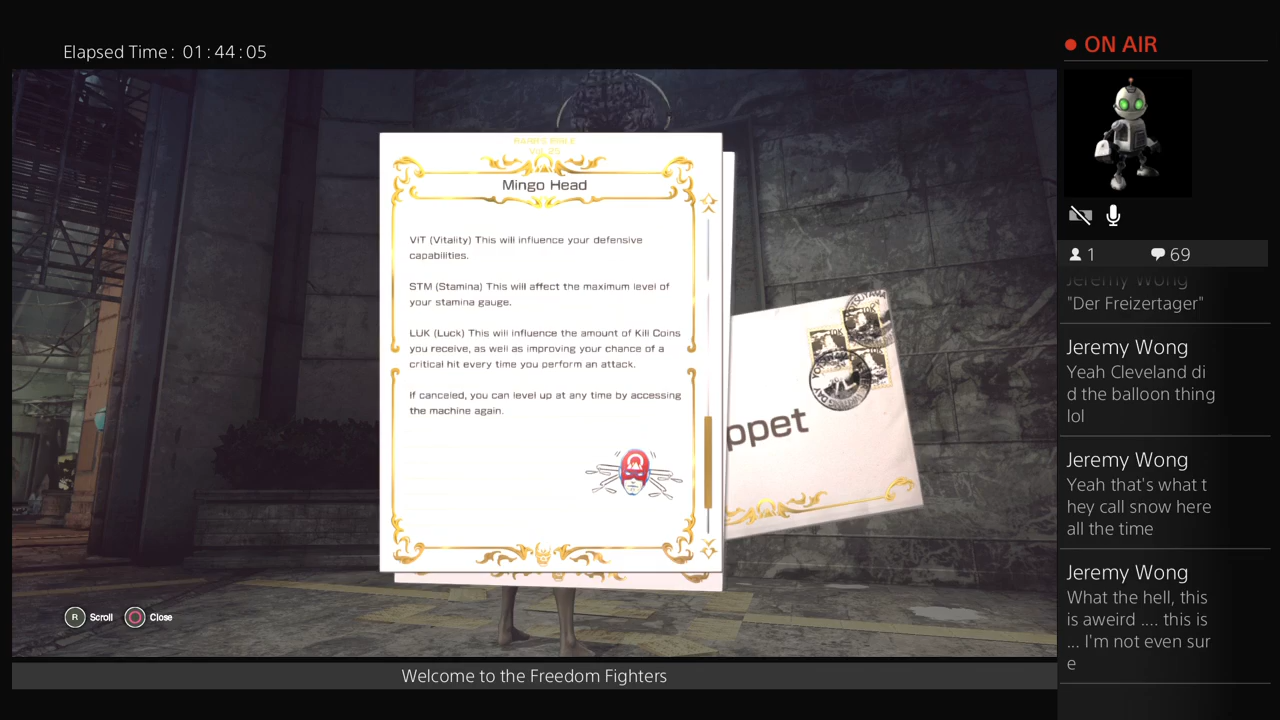 Elapsed Time: 01:44:05
ON AIR
1
69
Jeremy Wong
"Der Freizertager"
Jeremy Wong
Yeah Cleveland di
d the balloon thing
lol
Jeremy Wong
Yeah that's what t
hey call snow here
all the time
Jeremy Wong
What the hell, this
is aweird .... this is
... I'm not even sur
e
Mingo Head
VIT (Vitality) This will influence your defensive
capabilities.
STM (Stamina) This will affect the maximum level of
your stamina gauge.
LUK (Luck) This will influence the amount of Kill Coins
you receive, as well as improving your chance of a
critical hit every time you perform an attack.
If canceled, you can level up at any time by accessing
the machine again.
ppet
R Scroll
Close
Welcome to the Freedom Fighters